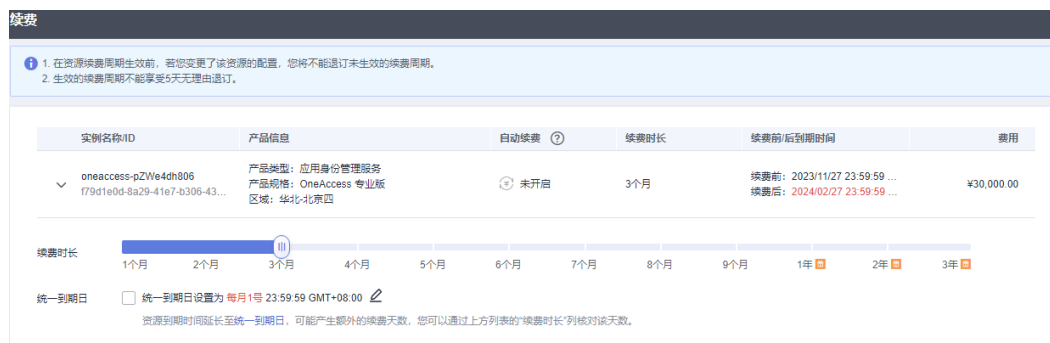 续费
1. 在资源续费周期生效前，若您变更了该资源的配置，您将不能退订未生效的续费周期。
2. 生效的续费周期不能享受5天无理由退订。
实例名称/ID 产品信息 自动续费 续费时长 续费前/后到期时间 费用
oneaccess-pZWe4dh806
f79d1e0d-8a29-41e7-b306-43...
产品类型：应用身份管理服务
产品规格：OneAccess 专业版
区域：华北-北京四
未开启
3个月
续费前：2023/11/27 23:59:59 ...
续费后：2024/02/27 23:59:59 ...
¥30,000.00
续费时长
1个月 2个月 3个月 4个月 5个月 6个月 7个月 8个月 9个月 1年 2年 3年
统一到期日 统一到期日设置为 每月1号 23:59:59 GMT+08:00
资源到期时间延长至统一到期日，可能产生额外的续费天数，您可以通过上方列表的“续费时长”列核对该天数。